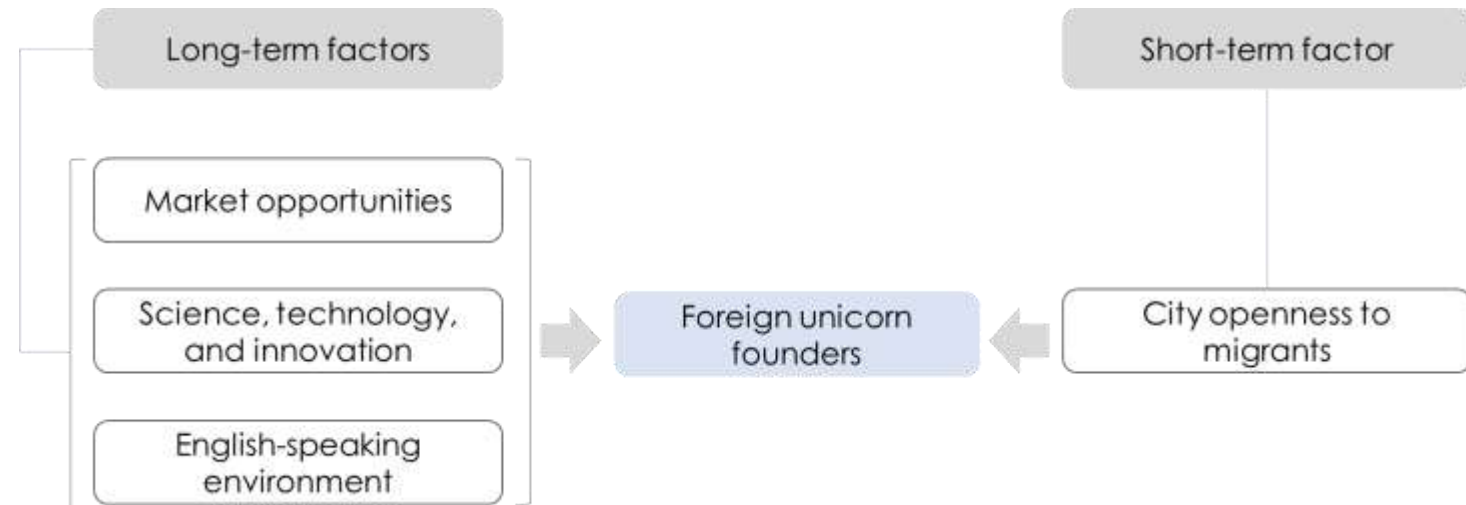 Long-term factors
Short-term factor
Market opportunities
Science, technology,
and innovation
English-speaking
environment
Foreign unicorn
founders
City openness to
migrants